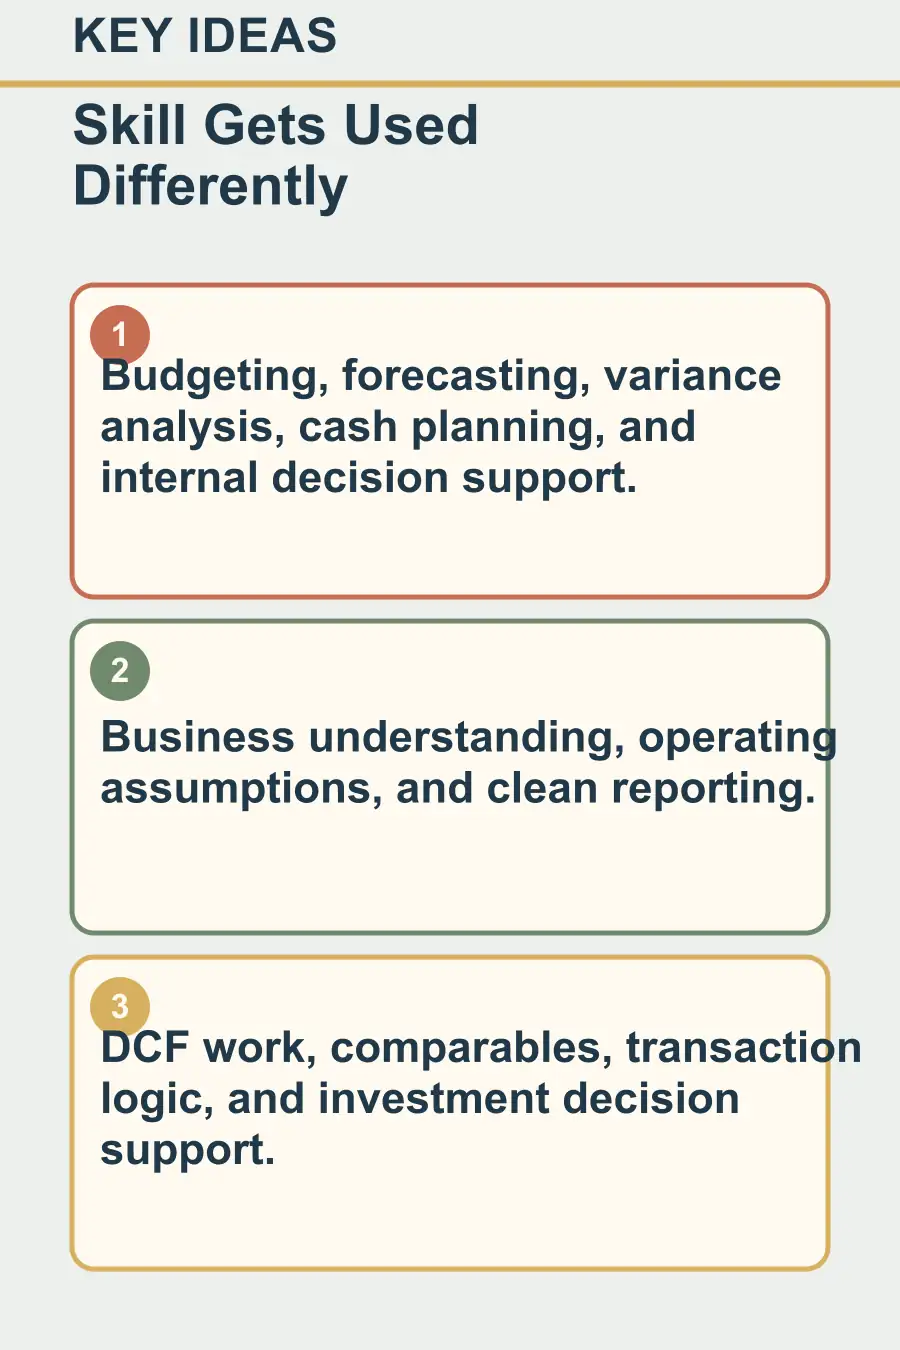 KEY IDEAS
Skill Gets Used
Differently
1
Budgeting, forecasting, variance
analysis, cash planning, and
internal decision support.
2
Business understanding, operating
assumptions, and clean reporting.
3
DCF work, comparables, transaction
logic, and investment decision
support.